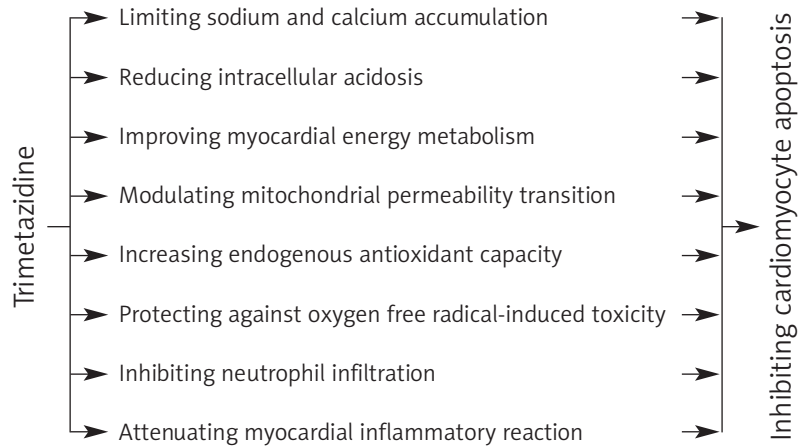 Trimetazidine
Limiting sodium and calcium accumulation
Reducing intracellular acidosis
Improving myocardial energy metabolism
Modulating mitochondrial permeability transition
Increasing endogenous antioxidant capacity
Protecting against oxygen free radical-induced toxicity
Inhibiting neutrophil infiltration
Attenuating myocardial inflammatory reaction
Inhibiting cardiomyocyte apoptosis